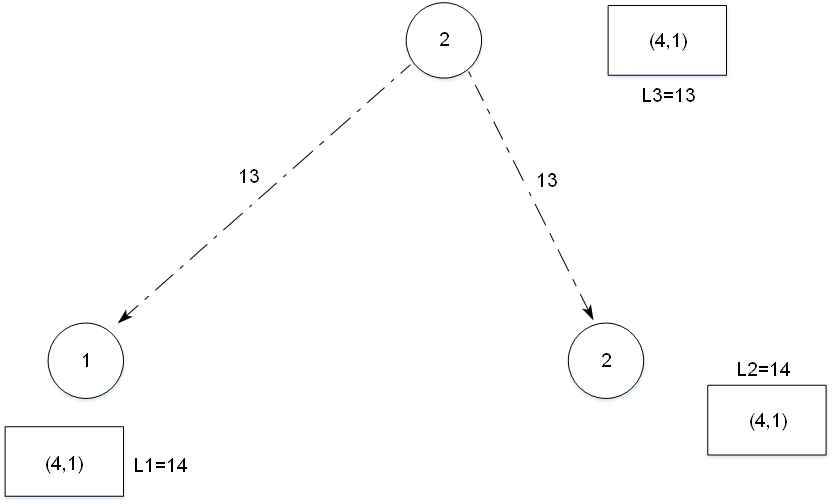 2
(4,1)
L3=13
13
13
1
2
L2=14
(4,1)
(4,1)
L1=14